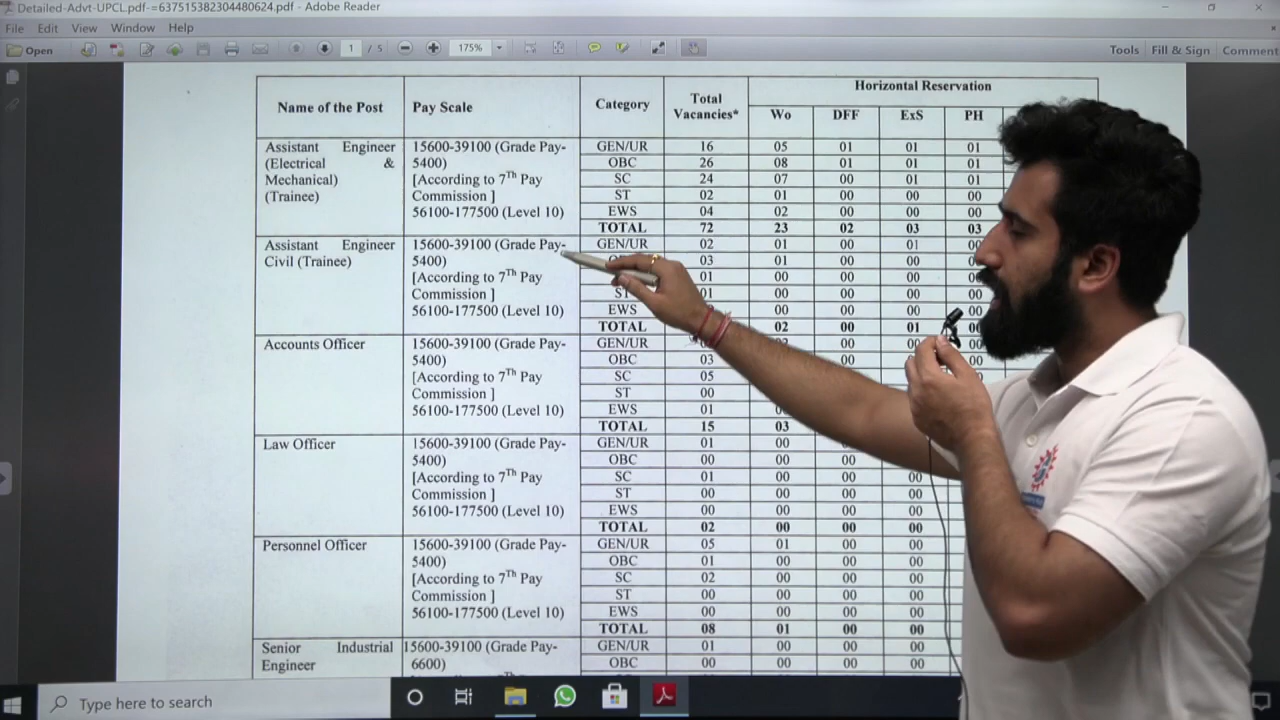 Detailed-Advt-UPCL.pdf-=637515382304480624.pdf - Adobe Reader
File Edit View Window Help
Open 1 / 5 175% Tools Fill & Sign Comment
Name of the Post Pay Scale Category Total Vacancies* Horizontal Reservation
Wo DFF ExS PH
Assistant Engineer 15600-39100 (Grade Pay- GEN/UR 16 05 01 01 01
(Electrical & 5400) OBC 26 08 01 01 01
Mechanical) [According to 7Th Pay SC 24 07 00 01 01
(Trainee) Commission ] ST 02 01 00 00 00
56100-177500 (Level 10) EWS 04 02 00 00 00
TOTAL 72 23 02 03 03
Assistant Engineer 15600-39100 (Grade Pay- GEN/UR 02 01 00 01 00
Civil (Trainee) 5400) 03 01 00 00 00
[According to 7Th Pay 01 00 00 00 00
Commission ] ST 01 00 00 00 00
56100-177500 (Level 10) EWS 00 00 00 00
TOTAL 02 00 01
Accounts Officer 15600-39100 (Grade Pay- GEN/UR 00 00
5400) OBC 03 00 00
[According to 7Th Pay SC 05
Commission ] ST 00
56100-177500 (Level 10) EWS 01
TOTAL 15 03
Law Officer 15600-39100 (Grade Pay- GEN/UR 01 00 00
5400) OBC 00 00 00
[According to 7Th Pay SC 01 00 00 00
Commission ] ST 00 00 00 00
56100-177500 (Level 10) EWS 00 00 00 00
TOTAL 02 00 00 00
Personnel Officer 15600-39100 (Grade Pay- GEN/UR 05 01 00 00
5400) OBC 01 00 00 00
[According to 7Th Pay SC 02 00 00 00
Commission ] ST 00 00 00 00
56100-177500 (Level 10) EWS 00 00 00 00
TOTAL 08 01 00 00
Senior Industrial 15600-39100 (Grade Pay- GEN/UR 01 00 00 00
Engineer 6600) OBC 00 00 00 00
Type here to search